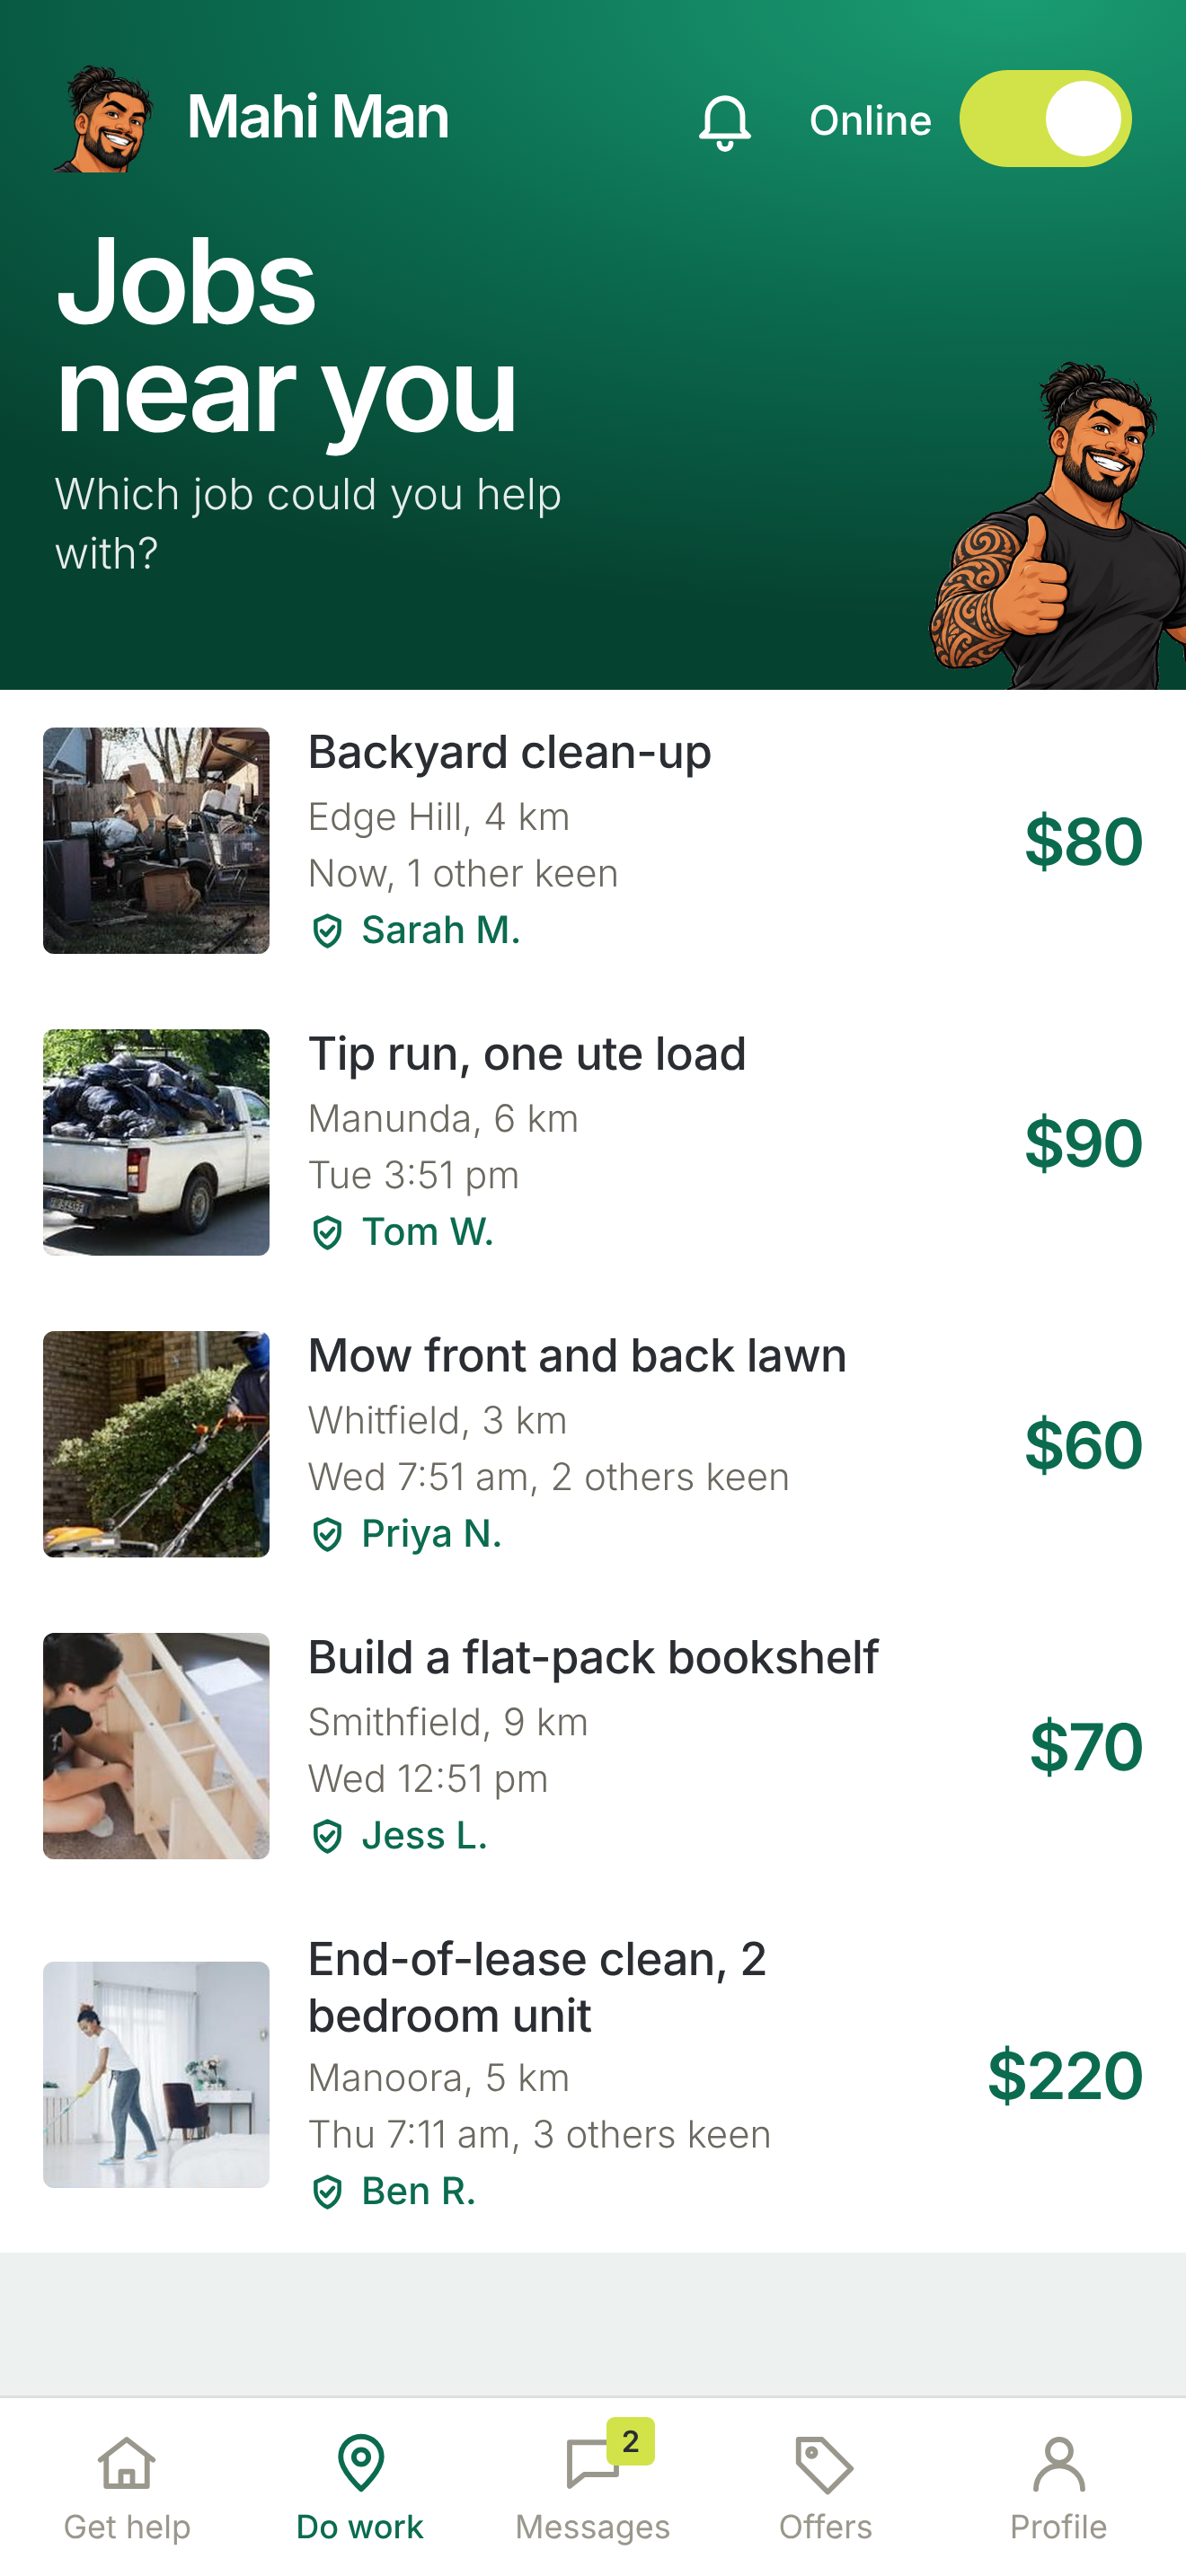 Mahi Man
Online
Jobs
near you
Which job could you help
with?
Backyard clean-up
Edge Hill, 4 km
Now, 1 other keen
Sarah M.
$80
Tip run, one ute load
Manunda, 6 km
Tue 3:51 pm
Tom W.
$90
Mow front and back lawn
Whitfield, 3 km
Wed 7:51 am, 2 others keen
Priya N.
$60
Build a flat-pack bookshelf
Smithfield, 9 km
Wed 12:51 pm
Jess L.
$70
End-of-lease clean, 2
bedroom unit
Manoora, 5 km
Thu 7:11 am, 3 others keen
Ben R.
$220
Get help
Do work
2
Messages
Offers
Profile